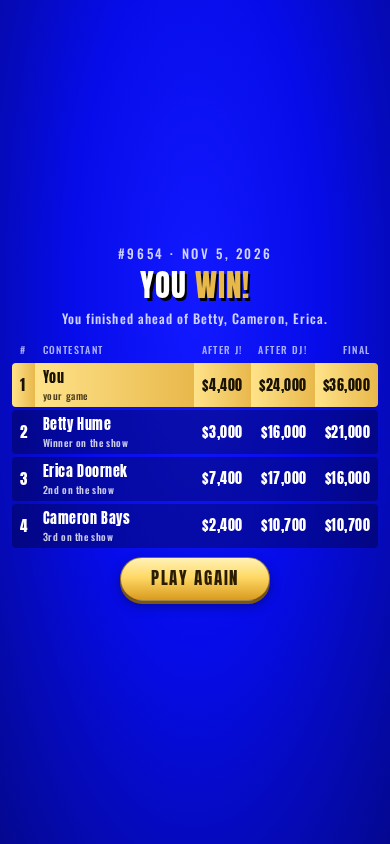 #9654 · NOV 5, 2026
YOU WIN!
You finished ahead of Betty, Cameron, Erica.
# CONTESTANT AFTER J! AFTER DJ! FINAL
1 You $4,400 $24,000 $36,000
your game
2 Betty Hume $3,000 $16,000 $21,000
Winner on the show
3 Erica Doornek $7,400 $17,000 $16,000
2nd on the show
4 Cameron Bays $2,400 $10,700 $10,700
3rd on the show
PLAY AGAIN